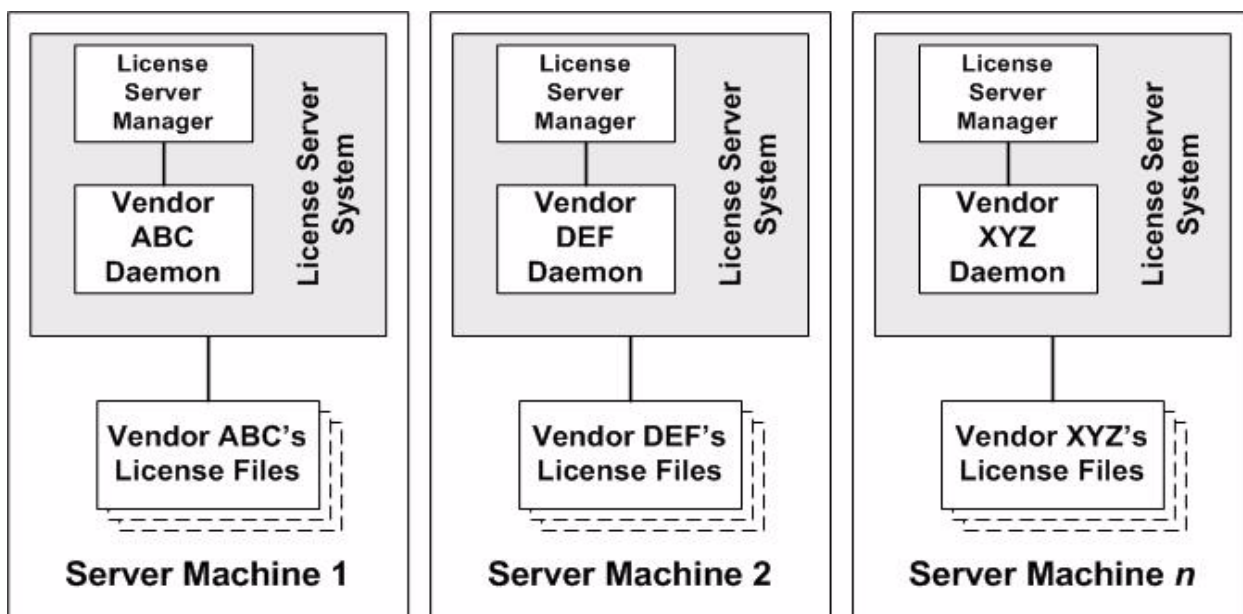 License
Server
Manager
Vendor
ABC
Daemon
License Server
System
Vendor ABC's
License Files
Server Machine 1
License
Server
Manager
Vendor
DEF
Daemon
License Server
System
Vendor DEF's
License Files
Server Machine 2
License
Server
Manager
Vendor
XYZ
Daemon
License Server
System
Vendor XYZ's
License Files
Server Machine n